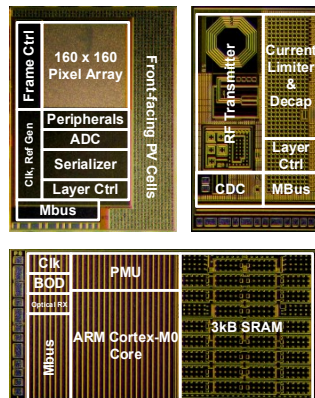 Frame Ctrl
160 x 160
Pixel Array
Front-facing PV Cells
Clk, Ref Gen
Peripherals
ADC
Serializer
Layer Ctrl
Mbus
RF Transmitter
Current
Limiter
&
Decap
Layer
Ctrl
CDC
MBus
Clk
BOD
Optical RX
Mbus
PMU
ARM Cortex-M0
Core
3kB SRAM